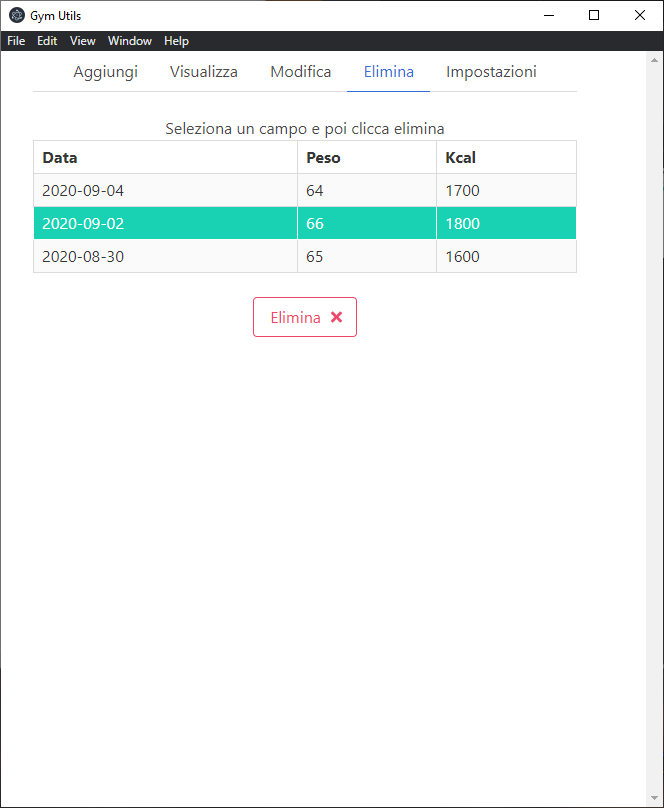 Gym Utils
File Edit View Window Help
Aggiungi Visualizza Modifica Elimina Impostazioni
Seleziona un campo e poi clicca elimina
Data Peso Kcal
2020-09-04 64 1700
2020-09-02 66 1800
2020-08-30 65 1600
Elimina